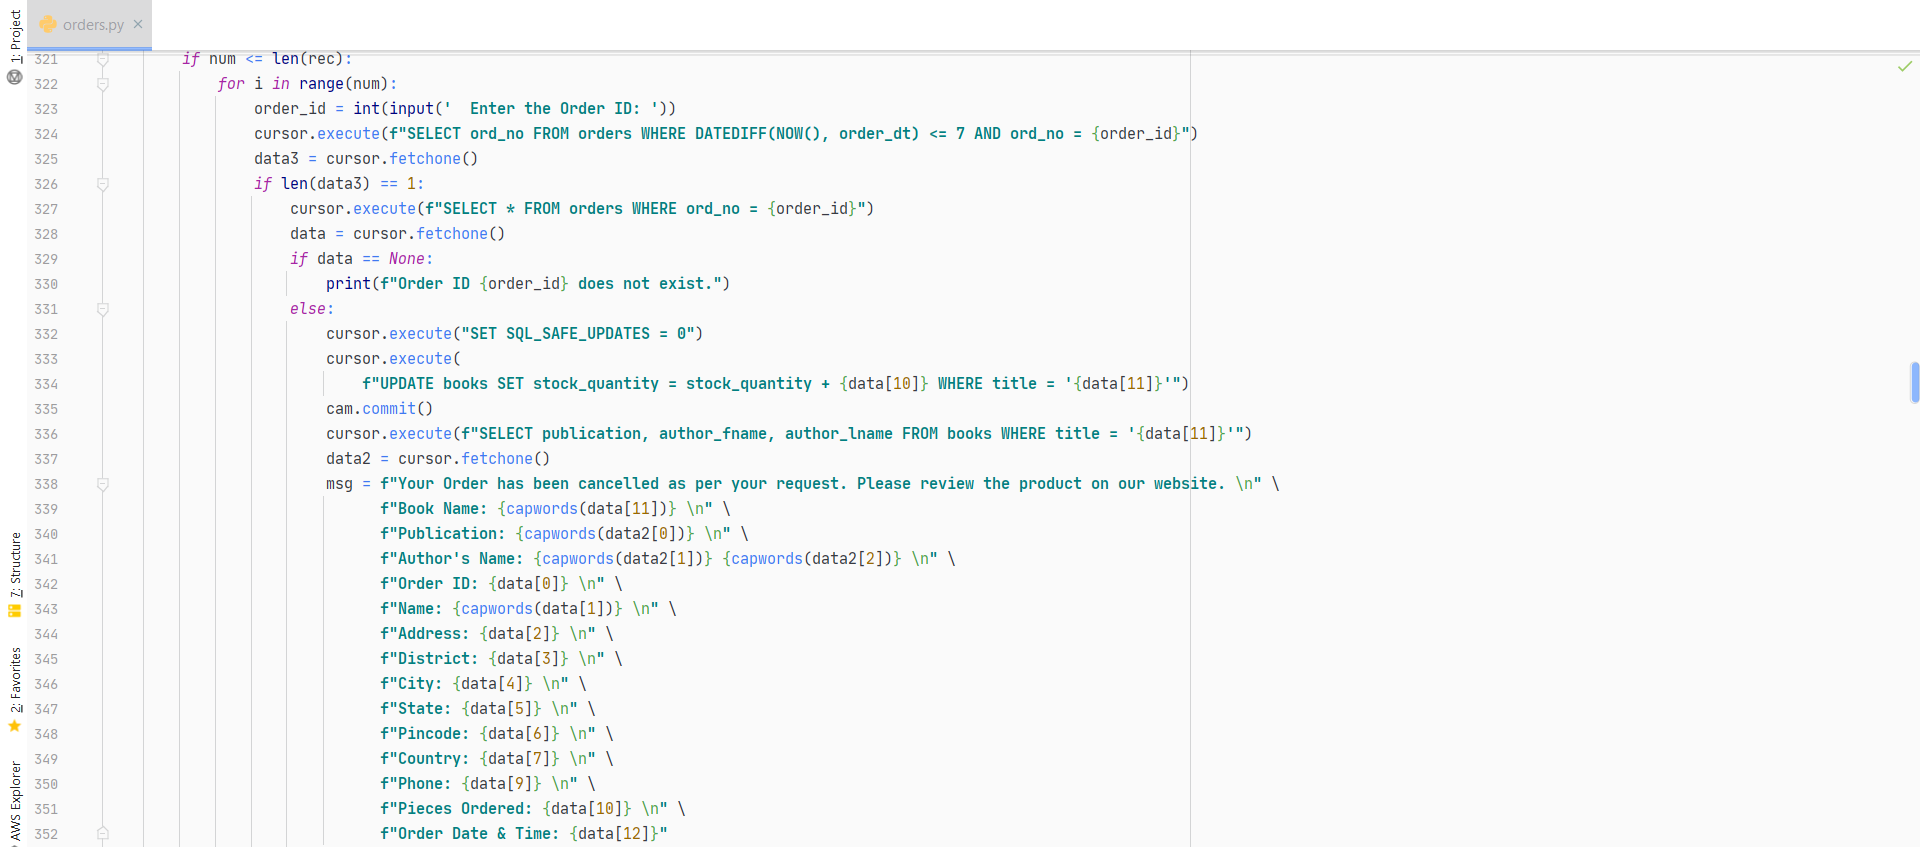 orders.py
1: Project
7: Structure
2: Favorites
AWS Explorer
321 if num <= len(rec):
322 for i in range(num):
323 order_id = int(input('  Enter the Order ID: '))
324 cursor.execute(f"SELECT ord_no FROM orders WHERE DATEDIFF(NOW(), order_dt) <= 7 AND ord_no = {order_id}")
325 data3 = cursor.fetchone()
326 if len(data3) == 1:
327 cursor.execute(f"SELECT * FROM orders WHERE ord_no = {order_id}")
328 data = cursor.fetchone()
329 if data == None:
330 print(f"Order ID {order_id} does not exist.")
331 else:
332 cursor.execute("SET SQL_SAFE_UPDATES = 0")
333 cursor.execute(
334 f"UPDATE books SET stock_quantity = stock_quantity + {data[10]} WHERE title = '{data[11]}'")
335 cam.commit()
336 cursor.execute(f"SELECT publication, author_fname, author_lname FROM books WHERE title = '{data[11]}'")
337 data2 = cursor.fetchone()
338 msg = f"Your Order has been cancelled as per your request. Please review the product on our website. \n" \
339 f"Book Name: {capwords(data[11])} \n" \
340 f"Publication: {capwords(data2[0])} \n" \
341 f"Author's Name: {capwords(data2[1])} {capwords(data2[2])} \n" \
342 f"Order ID: {data[0]} \n" \
343 f"Name: {capwords(data[1])} \n" \
344 f"Address: {data[2]} \n" \
345 f"District: {data[3]} \n" \
346 f"City: {data[4]} \n" \
347 f"State: {data[5]} \n" \
348 f"Pincode: {data[6]} \n" \
349 f"Country: {data[7]} \n" \
350 f"Phone: {data[9]} \n" \
351 f"Pieces Ordered: {data[10]} \n" \
352 f"Order Date & Time: {data[12]}"